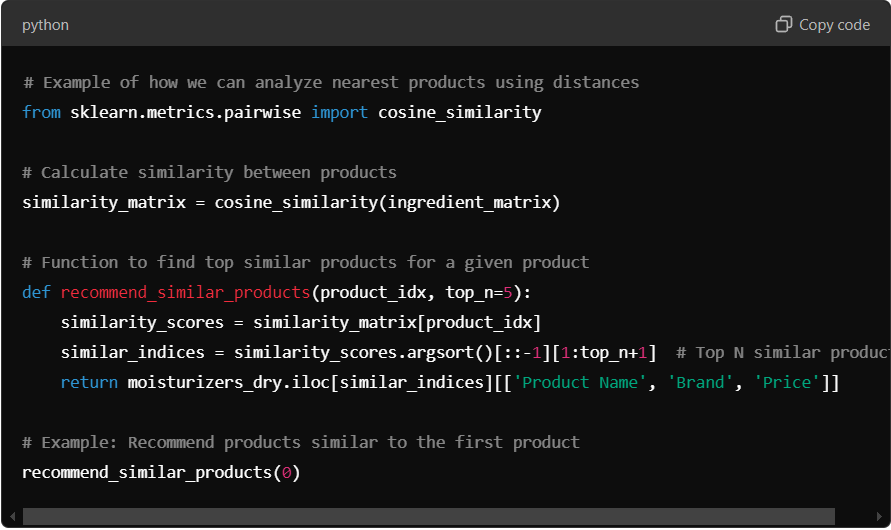 python
Copy code
# Example of how we can analyze nearest products using distances
from sklearn.metrics.pairwise import cosine_similarity
# Calculate similarity between products
similarity_matrix = cosine_similarity(ingredient_matrix)
# Function to find top similar products for a given product
def recommend_similar_products(product_idx, top_n=5):
    similarity_scores = similarity_matrix[product_idx]
    similar_indices = similarity_scores.argsort()[::-1][1:top_n+1]  # Top N similar produc
    return moisturizers_dry.iloc[similar_indices][['Product Name', 'Brand', 'Price']]
# Example: Recommend products similar to the first product
recommend_similar_products(0)